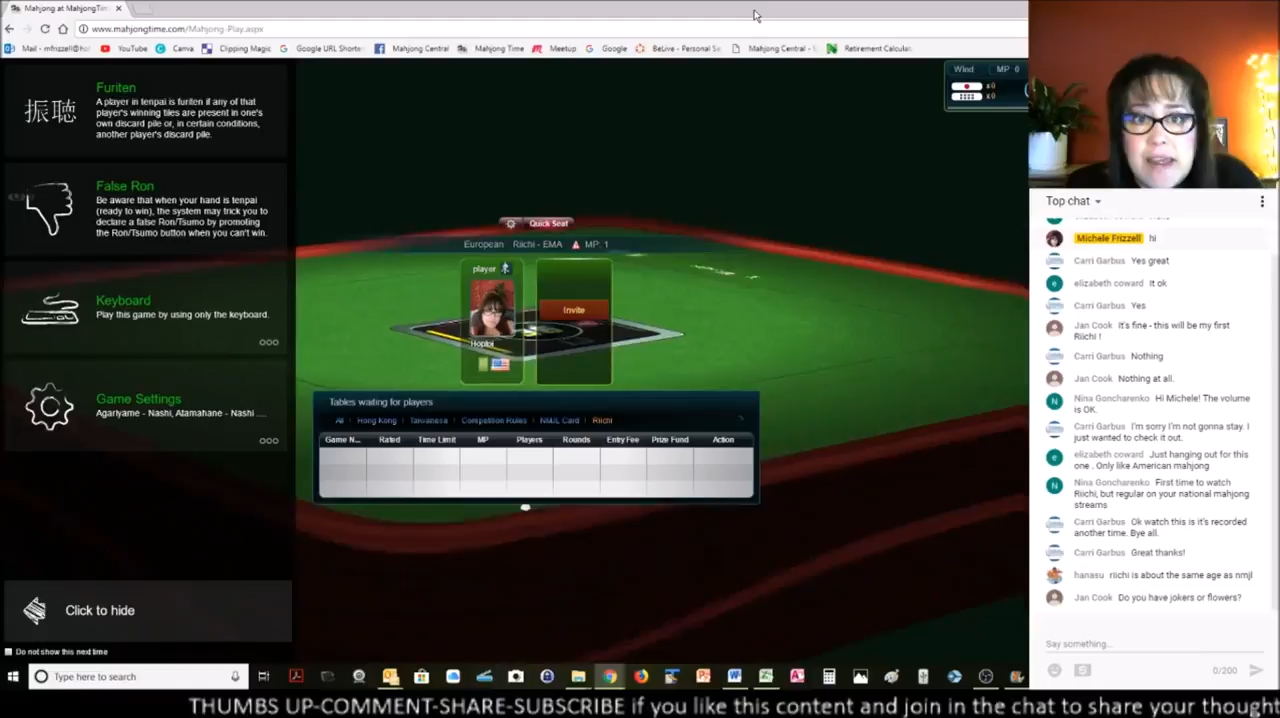 Mahjong at MahjongTime
www.mahjongtime.com/Mahjong-Play.aspx
Mail - mfrizzell@ho
YouTube
Canva
Clipping Magic
Google URL Shorte
Mahjong Central
Mahjong Time
Meetup
Google
BeLive - Personal Se
Mahjong Central - S
Retirement Calculat
Furiten
振聴
A player in tenpai is furiten if any of that
player's winning tiles are present in one's
own discard pile or, in certain conditions,
another player's discard pile.
False Ron
Be aware that when your hand is tenpai
(ready to win), the system may trick you to
declare a false Ron/Tsumo by promoting
the Ron/Tsumo button when you can't win.
Keyboard
Play this game by using only the keyboard.
Game Settings
Agariyame - Nashi, Atamahane - Nashi ....
Click to hide
Do not show this next time
Wind MP 0
x0
x0
Quick Seat
European Riichi - EMA MP: 1
player
Invite
Hoptoi
Tables waiting for players
All Hong Kong Taiwanese Competition Rules NMJL Card Riichi
Game N... Rated Time Limit MP Players Rounds Entry Fee Prize Fund Action
Top chat
Michele Frizzell hi
Carri Garbus Yes great
elizabeth coward It ok
Carri Garbus Yes
Jan Cook It's fine - this will be my first
Riichi !
Carri Garbus Nothing
Jan Cook Nothing at all.
Nina Goncharenko Hi Michele! The volume
is OK.
Carri Garbus I'm sorry I'm not gonna stay. I
just wanted to check it out.
elizabeth coward Just hanging out for this
one . Only like American mahjong
Nina Goncharenko First time to watch
Riichi, but regular on your national mahjong
streams
Carri Garbus Ok watch this is it's recorded
another time. Bye all.
Carri Garbus Great thanks!
hanasu riichi is about the same age as nmjl
Jan Cook Do you have jokers or flowers?
Say something...
0/200
Type here to search
THUMBS UP-COMMENT-SHARE-SUBSCRIBE if you like this content and join in the chat to share your thought